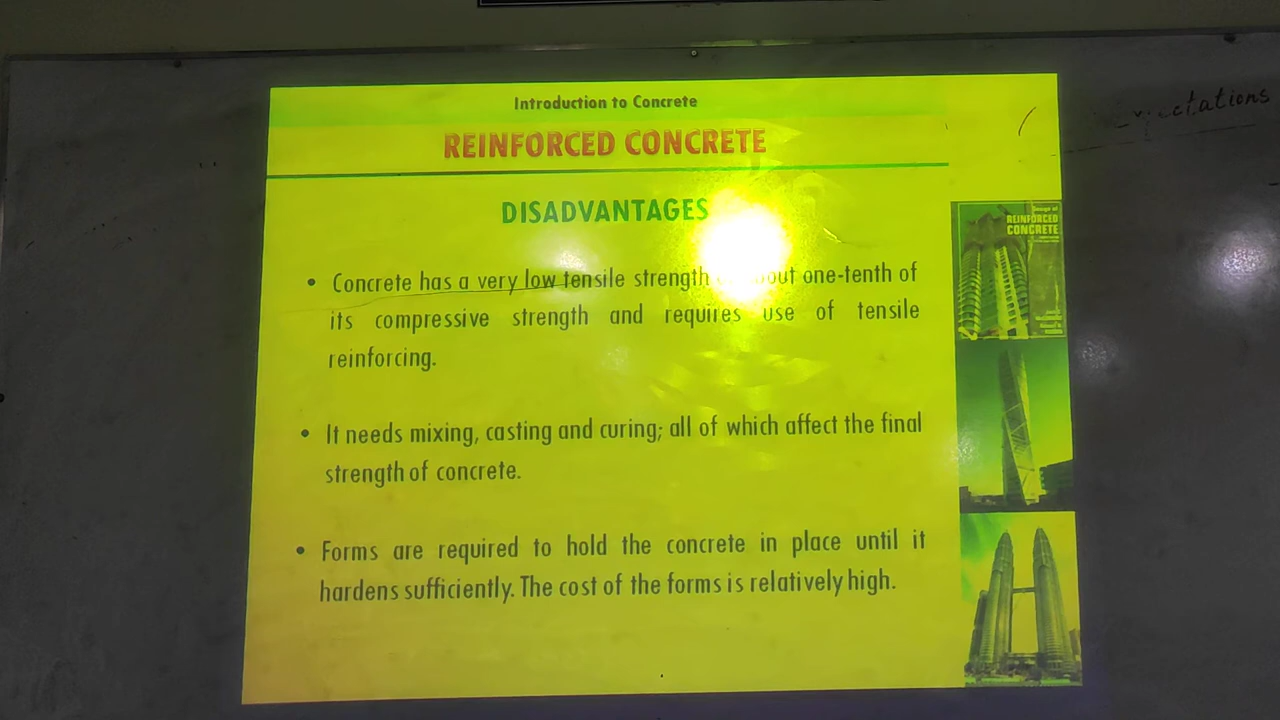 Introduction to Concrete
REINFORCED CONCRETE
DISADVANTAGES
• Concrete has a very low tensile strength one-tenth of
its compressive strength and requires use of tensile
reinforcing.
• It needs mixing, casting and curing; all of which affect the final
strength of concrete.
• Forms are required to hold the concrete in place until it
hardens sufficiently. The cost of the forms is relatively high.
Design of
REINFORCED
CONCRETE